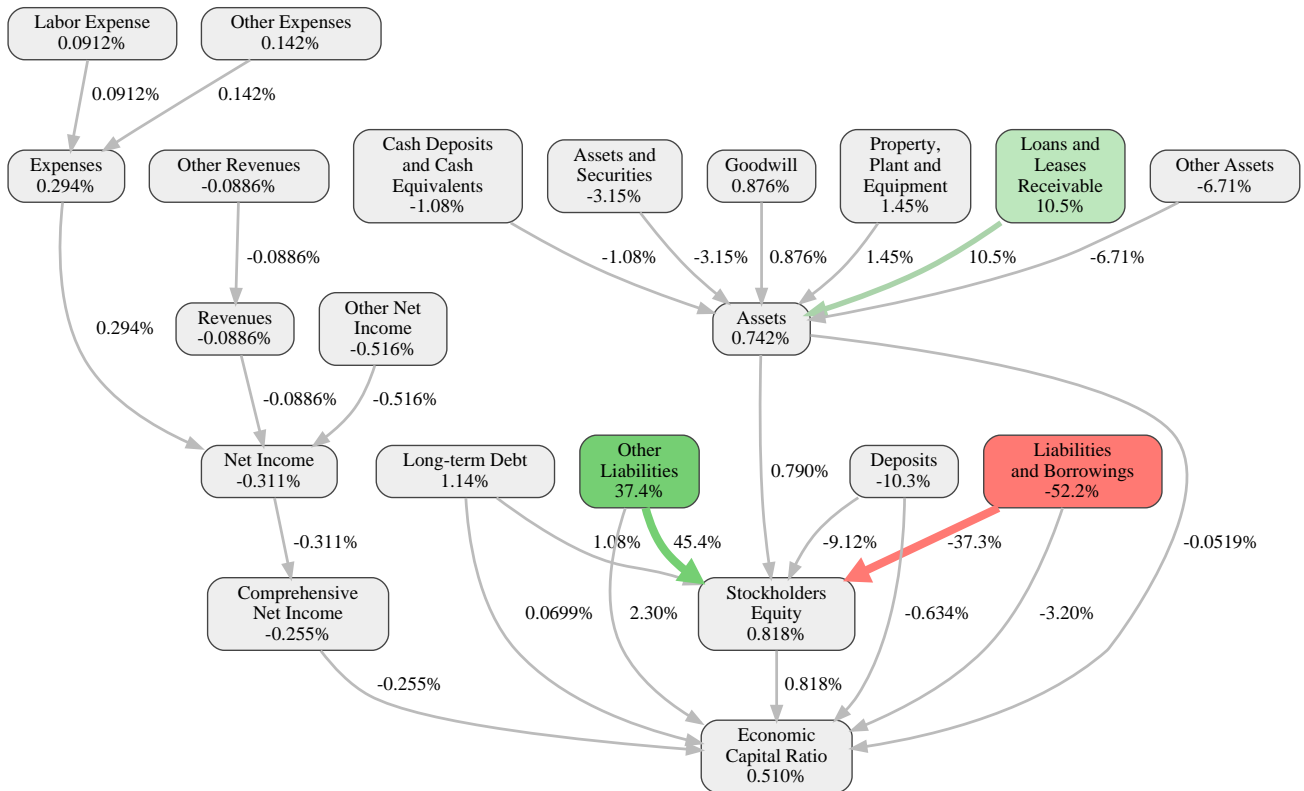 Labor Expense
0.0912%
Other Expenses
0.142%
0.0912%
0.142%
Expenses
0.294%
Other Revenues
-0.0886%
Cash Deposits
and Cash
Equivalents
-1.08%
Assets and
Securities
-3.15%
Goodwill
0.876%
Property,
Plant and
Equipment
1.45%
Loans and
Leases
Receivable
10.5%
Other Assets
-6.71%
-0.0886%
-1.08%
-3.15%
0.876%
1.45%
10.5%
-6.71%
0.294%
Revenues
-0.0886%
Other Net
Income
-0.516%
Assets
0.742%
-0.0886%
-0.516%
Net Income
-0.311%
Long-term Debt
1.14%
Other
Liabilities
37.4%
0.790%
Deposits
-10.3%
Liabilities
and Borrowings
-52.2%
-0.311%
1.08%
45.4%
-9.12%
-37.3%
-0.0519%
Comprehensive
Net Income
-0.255%
0.0699%
2.30%
Stockholders
Equity
0.818%
-0.634%
-3.20%
-0.255%
0.818%
Economic
Capital Ratio
0.510%